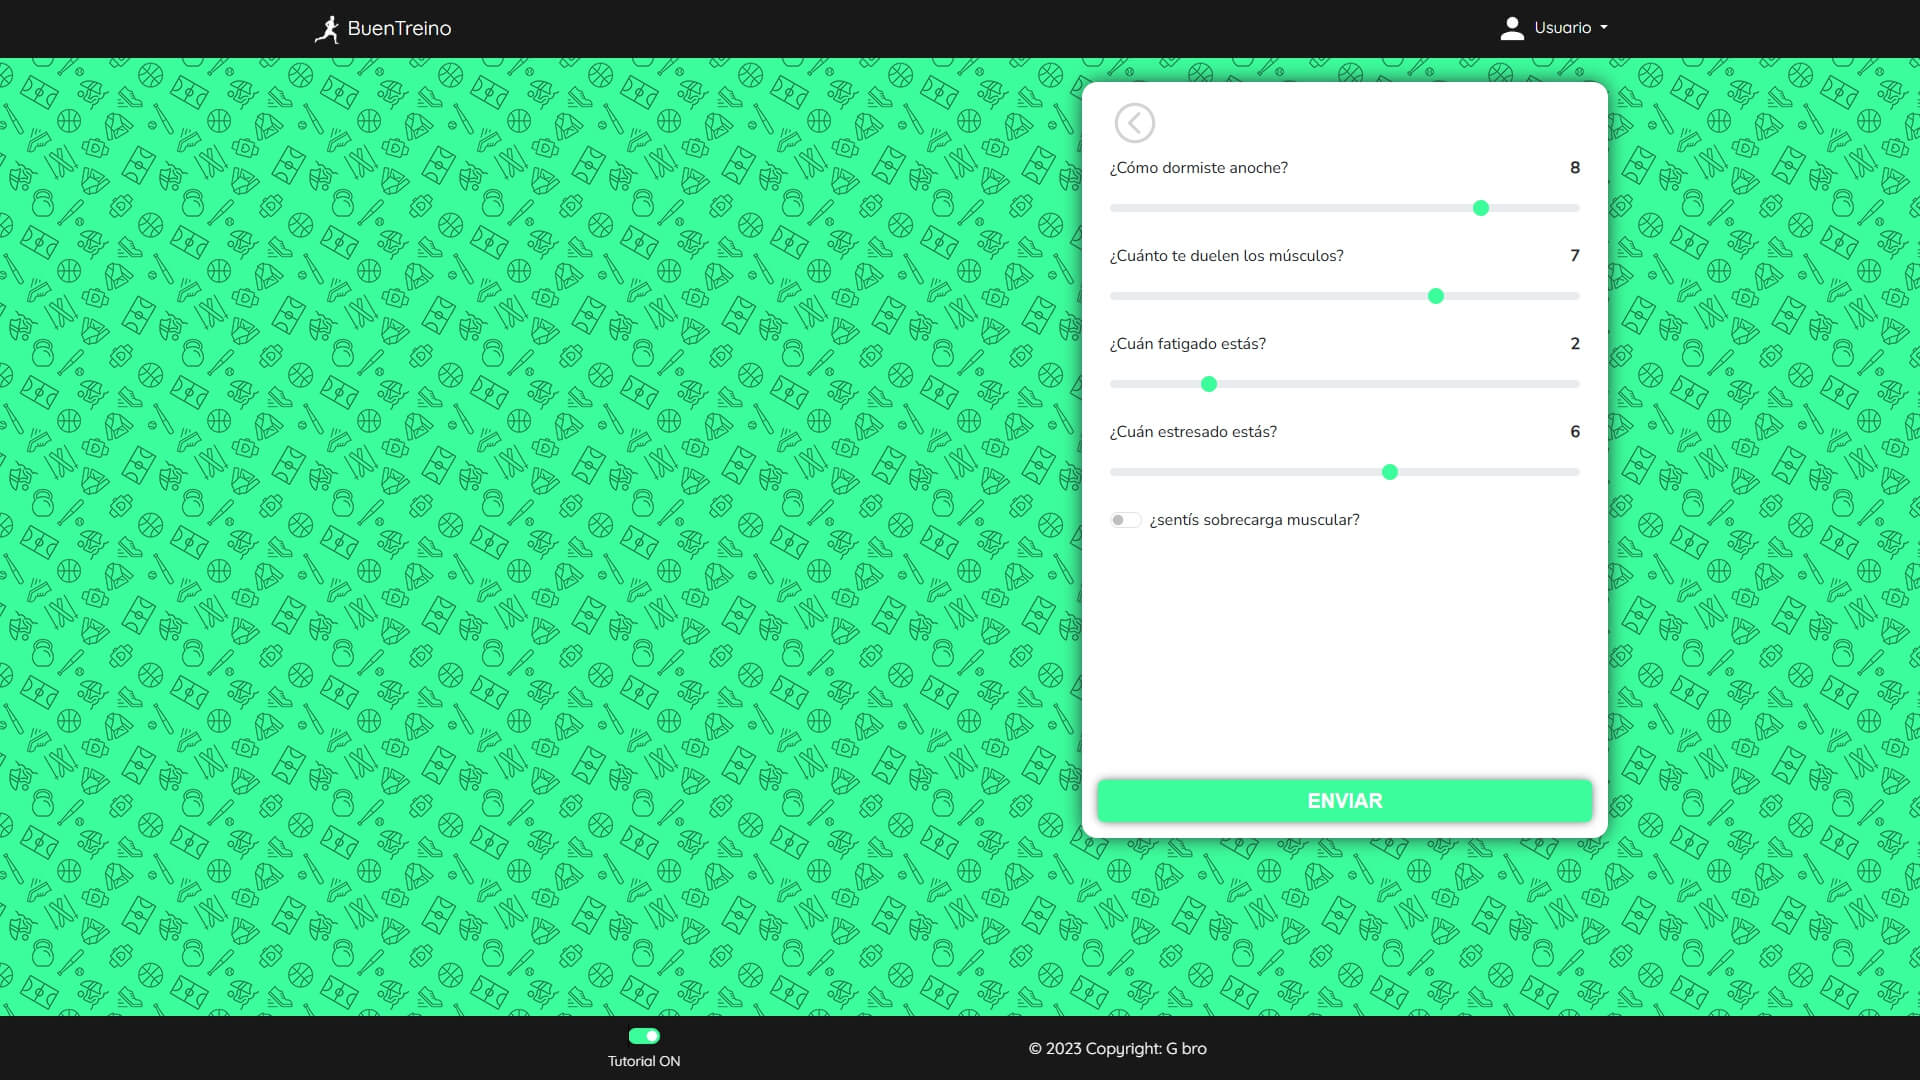 BuenTreino
Usuario
¿Cómo dormiste anoche? 8
¿Cuánto te duelen los músculos? 7
¿Cuán fatigado estás? 2
¿Cuán estresado estás? 6
¿sentís sobrecarga muscular?
ENVIAR
Tutorial ON
© 2023 Copyright: G bro